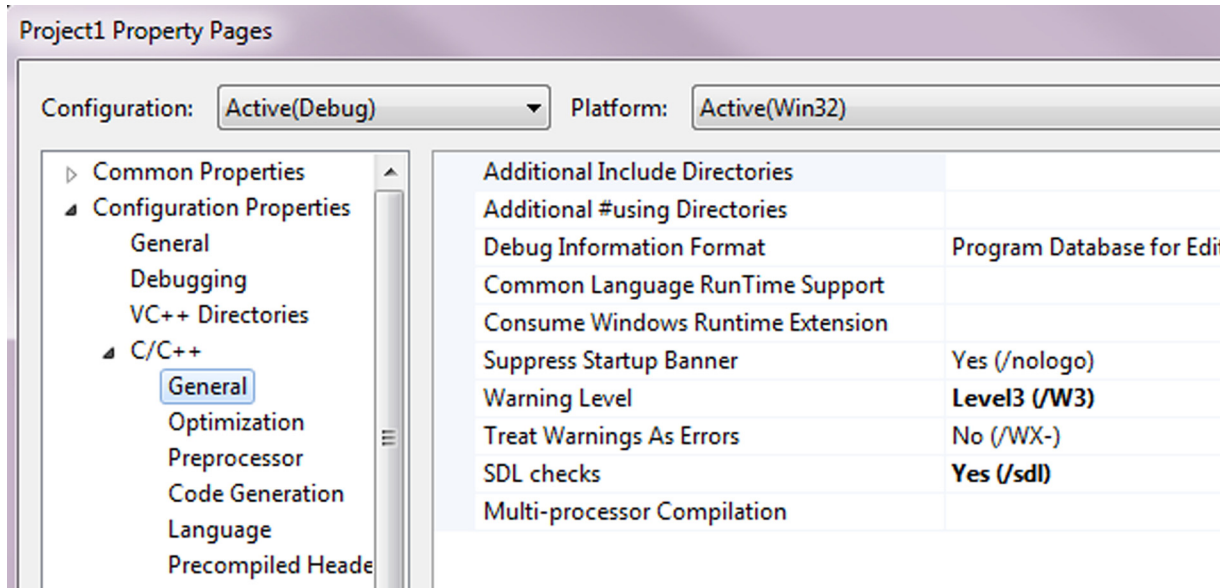 Project1 Property Pages
Configuration: Active(Debug) Platform: Active(Win32)
Common Properties
Configuration Properties
General
Debugging
VC++ Directories
C/C++
General
Optimization
Preprocessor
Code Generation
Language
Precompiled Heade
Additional Include Directories
Additional #using Directories
Debug Information Format Program Database for Edit
Common Language RunTime Support
Consume Windows Runtime Extension
Suppress Startup Banner Yes (/nologo)
Warning Level Level3 (/W3)
Treat Warnings As Errors No (/WX-)
SDL checks Yes (/sdl)
Multi-processor Compilation